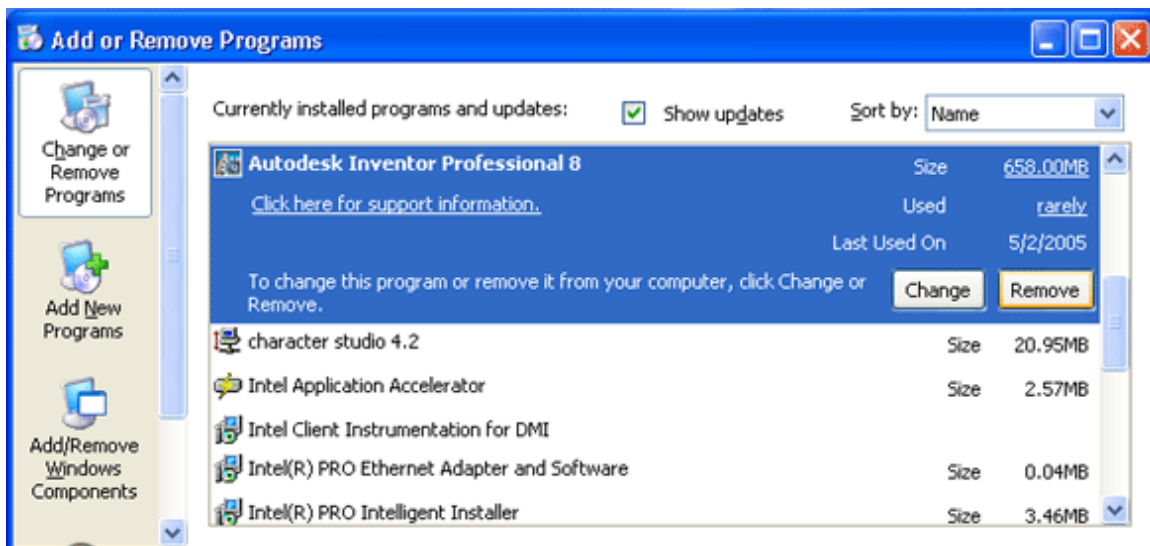 Add or Remove Programs
Change or
Remove
Programs
Add New
Programs
Add/Remove
Windows
Components
Currently installed programs and updates:
Show updates
Sort by: Name
Autodesk Inventor Professional 8 Size 658.00MB
Click here for support information. Used rarely
Last Used On 5/2/2005
To change this program or remove it from your computer, click Change or
Remove.
Change Remove
character studio 4.2 Size 20.95MB
Intel Application Accelerator Size 2.57MB
Intel Client Instrumentation for DMI
Intel(R) PRO Ethernet Adapter and Software Size 0.04MB
Intel(R) PRO Intelligent Installer Size 3.46MB